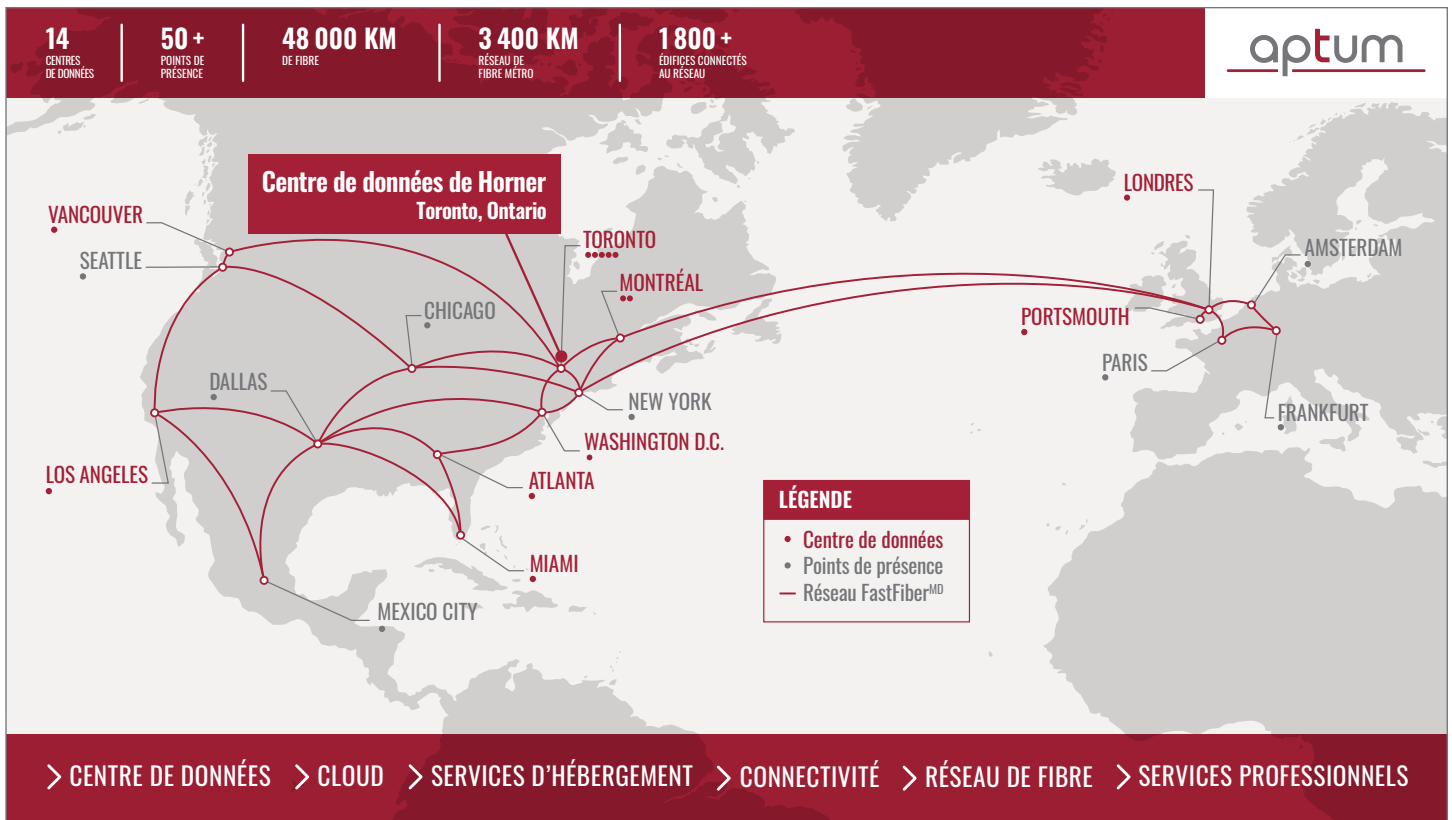 14
CENTRES
DE DONNÉES
50 +
POINTS DE
PRÉSENCE
48 000 KM
DE FIBRE
3 400 KM
RÉSEAU DE
FIBRE MÉTRO
1 800 +
ÉDIFICES CONNECTÉS
AU RÉSEAU
aptum
Centre de données de Horner
Toronto, Ontario
VANCOUVER
SEATTLE
TORONTO
MONTRÉAL
CHICAGO
DALLAS
NEW YORK
WASHINGTON D.C.
LOS ANGELES
ATLANTA
MIAMI
MEXICO CITY
LONDRES
AMSTERDAM
PORTSMOUTH
PARIS
FRANKFURT
LÉGENDE
• Centre de données
• Points de présence
— Réseau FastFiberMD
> CENTRE DE DONNÉES > CLOUD > SERVICES D’HÉBERGEMENT > CONNECTIVITÉ > RÉSEAU DE FIBRE > SERVICES PROFESSIONNELS